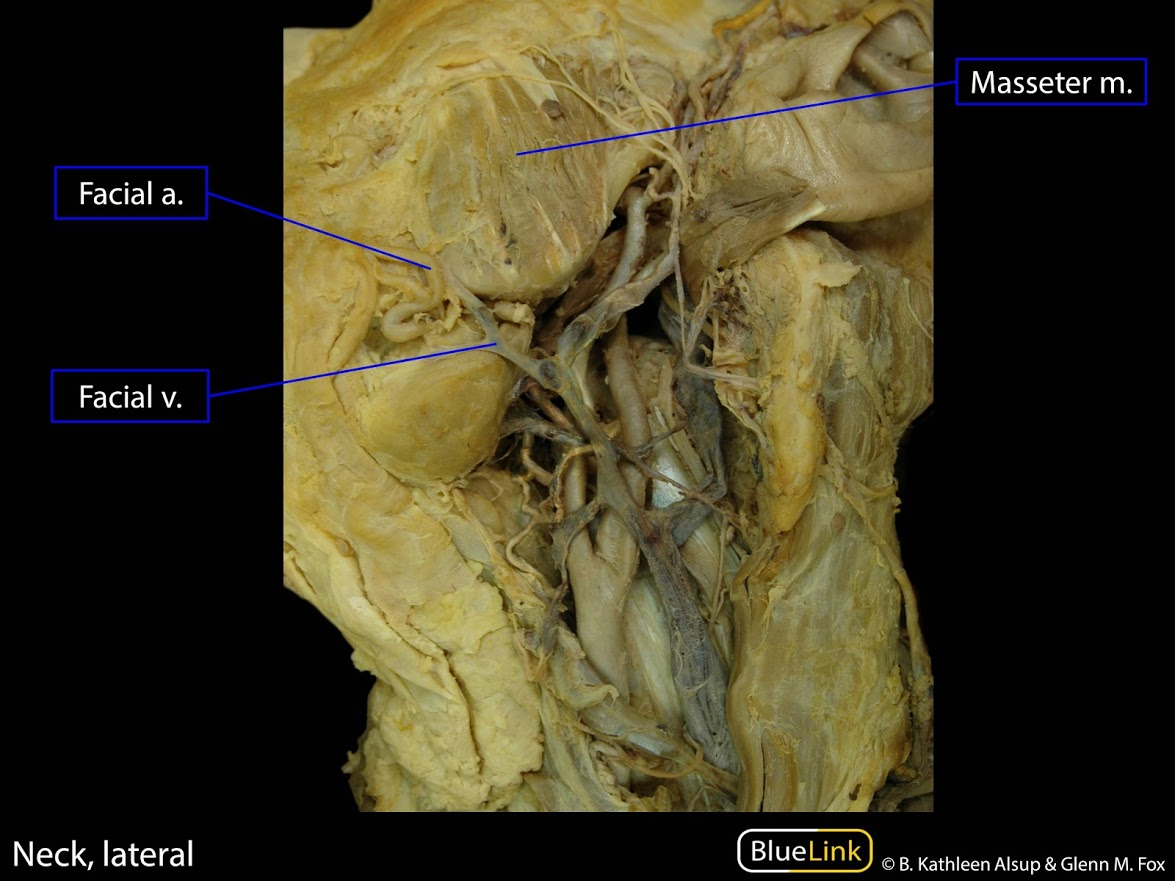 Masseter m.
Facial a.
Facial v.
Neck, lateral
BlueLink
© B. Kathleen Alsup & Glenn M. Fox